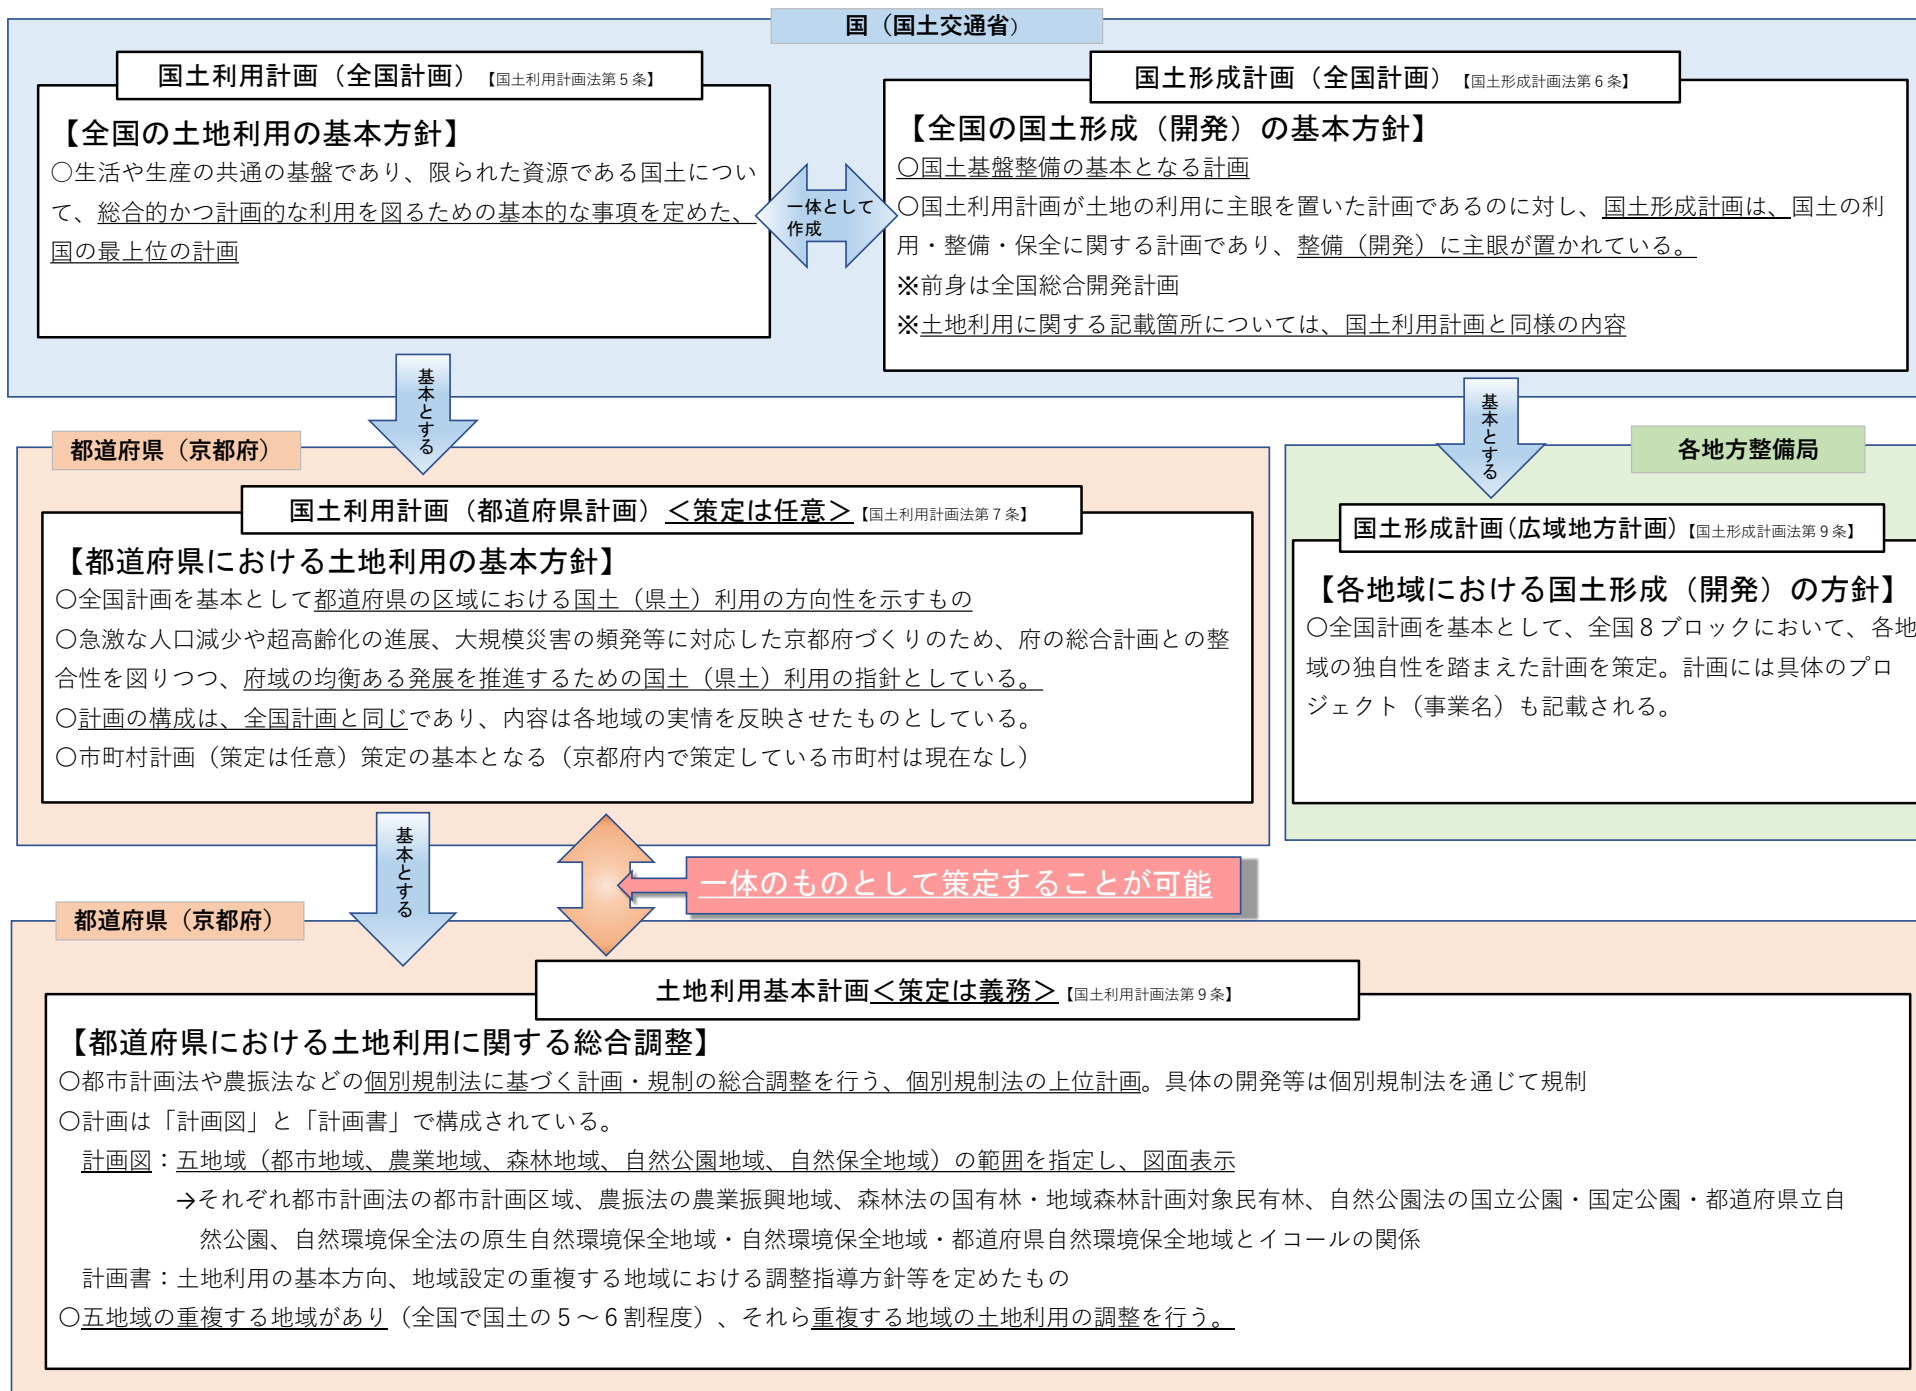 国（国土交通省）
国土利用計画（全国計画）【国土利用計画法第５条】
【全国の土地利用の基本方針】
○生活や生産の共通の基盤であり、限られた資源である国土につい
て、総合的かつ計画的な利用を図るための基本的な事項を定めた、
国の最上位の計画
一体として
作成
国土形成計画（全国計画）【国土形成計画法第６条】
【全国の国土形成（開発）の基本方針】
○国土基盤整備の基本となる計画
○国土利用計画が土地の利用に主眼を置いた計画であるのに対し、国土形成計画は、国土の利
用・整備・保全に関する計画であり、整備（開発）に主眼が置かれている。
※前身は全国総合開発計画
※土地利用に関する記載箇所については、国土利用計画と同様の内容
基本とする
基本とする
都道府県（京都府）
国土利用計画（都道府県計画）＜策定は任意＞【国土利用計画法第７条】
【都道府県における土地利用の基本方針】
○全国計画を基本として都道府県の区域における国土（県土）利用の方向性を示すもの
○急激な人口減少や超高齢化の進展、大規模災害の頻発等に対応した京都府づくりのため、府の総合計画との整
合性を図りつつ、府域の均衡ある発展を推進するための国土（県土）利用の指針としている。
○計画の構成は、全国計画と同じであり、内容は各地域の実情を反映させたものとしている。
○市町村計画（策定は任意）策定の基本となる（京都府内で策定している市町村は現在なし）
各地方整備局
国土形成計画(広域地方計画)【国土形成計画法第９条】
【各地域における国土形成（開発）の方針】
○全国計画を基本として、全国８ブロックにおいて、各地
域の独自性を踏まえた計画を策定。計画には具体のプロ
ジェクト（事業名）も記載される。
基本とする
一体のものとして策定することが可能
都道府県（京都府）
土地利用基本計画＜策定は義務＞【国土利用計画法第９条】
【都道府県における土地利用に関する総合調整】
○都市計画法や農振法などの個別規制法に基づく計画・規制の総合調整を行う、個別規制法の上位計画。具体の開発等は個別規制法を通じて規制
○計画は「計画図」と「計画書」で構成されている。
計画図：五地域（都市地域、農業地域、森林地域、自然公園地域、自然保全地域）の範囲を指定し、図面表示
→それぞれ都市計画法の都市計画区域、農振法の農業振興地域、森林法の国有林・地域森林計画対象民有林、自然公園法の国立公園・国定公園・都道府県立自
然公園、自然環境保全法の原生自然環境保全地域・自然環境保全地域・都道府県自然環境保全地域とイコールの関係
計画書：土地利用の基本方向、地域設定の重複する地域における調整指導方針等を定めたもの
○五地域の重複する地域があり（全国で国土の５～６割程度）、それら重複する地域の土地利用の調整を行う。